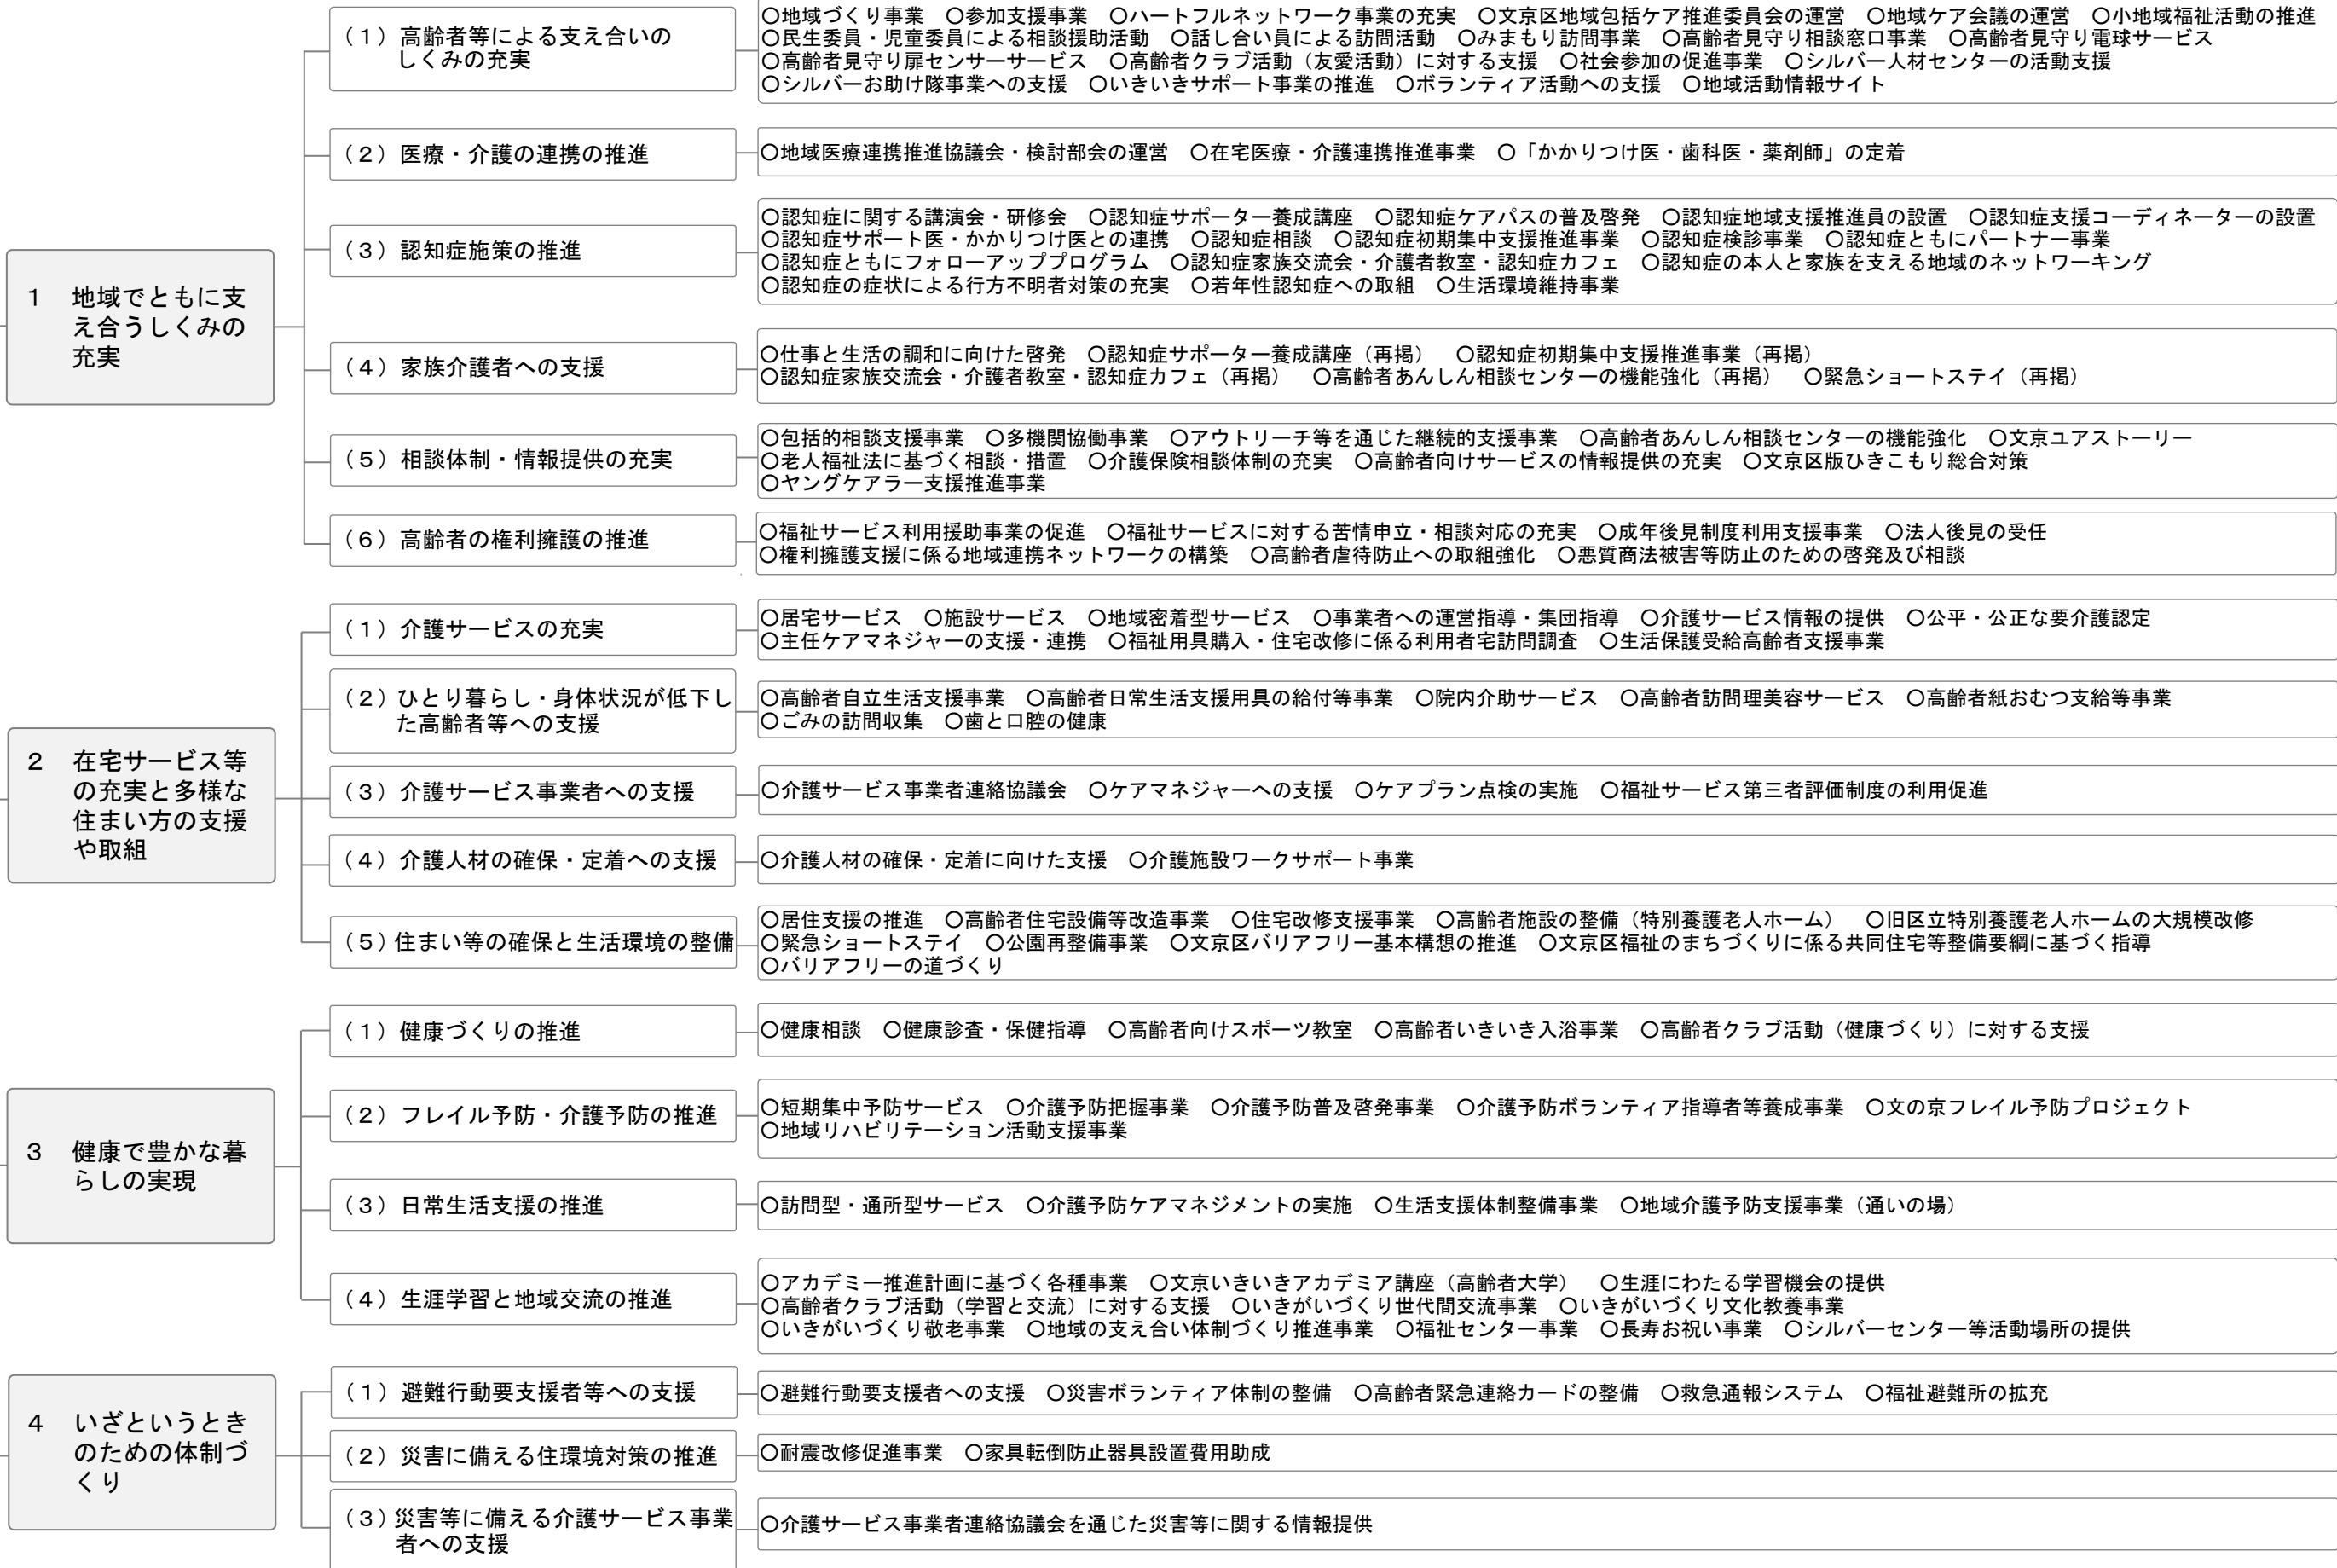 1　地域でともに支
え合うしくみの
充実
（１）高齢者等による支え合いの
しくみの充実
○地域づくり事業　○参加支援事業　○ハートフルネットワーク事業の充実　○文京区地域包括ケア推進委員会の運営　○地域ケア会議の運営　○小地域福祉活動の推進
○民生委員・児童委員による相談援助活動　○話し合い員による訪問活動　○みまもり訪問事業　○高齢者見守り相談窓口事業　○高齢者見守り電球サービス
○高齢者見守り扉センサーサービス　○高齢者クラブ活動（友愛活動）に対する支援　○社会参加の促進事業　○シルバー人材センターの活動支援
○シルバーお助け隊事業への支援　○いきいきサポート事業の推進　○ボランティア活動への支援　○地域活動情報サイト
（２）医療・介護の連携の推進
○地域医療連携推進協議会・検討部会の運営　○在宅医療・介護連携推進事業　○「かかりつけ医・歯科医・薬剤師」の定着
（３）認知症施策の推進
○認知症に関する講演会・研修会　○認知症サポーター養成講座　○認知症ケアパスの普及啓発　○認知症地域支援推進員の設置　○認知症支援コーディネーターの設置
○認知症サポート医・かかりつけ医との連携　○認知症相談　○認知症初期集中支援推進事業　○認知症検診事業　○認知症ともにパートナー事業
○認知症ともにフォローアッププログラム　○認知症家族交流会・介護者教室・認知症カフェ　○認知症の本人と家族を支える地域のネットワーキング
○認知症の症状による行方不明者対策の充実　○若年性認知症への取組　○生活環境維持事業
（４）家族介護者への支援
○仕事と生活の調和に向けた啓発　○認知症サポーター養成講座（再掲）　○認知症初期集中支援推進事業（再掲）
○認知症家族交流会・介護者教室・認知症カフェ（再掲）　○高齢者あんしん相談センターの機能強化（再掲）　○緊急ショートステイ（再掲）
（５）相談体制・情報提供の充実
○包括的相談支援事業　○多機関協働事業　○アウトリーチ等を通じた継続的支援事業　○高齢者あんしん相談センターの機能強化　○文京ユアストーリー
○老人福祉法に基づく相談・措置　○介護保険相談体制の充実　○高齢者向けサービスの情報提供の充実　○文京区版ひきこもり総合対策
○ヤングケアラー支援推進事業
（６）高齢者の権利擁護の推進
○福祉サービス利用援助事業の促進　○福祉サービスに対する苦情申立・相談対応の充実　○成年後見制度利用支援事業　○法人後見の受任
○権利擁護支援に係る地域連携ネットワークの構築　○高齢者虐待防止への取組強化　○悪質商法被害等防止のための啓発及び相談
2　在宅サービス等
の充実と多様な
住まい方の支援
や取組
（１）介護サービスの充実
○居宅サービス　○施設サービス　○地域密着型サービス　○事業者への運営指導・集団指導　○介護サービス情報の提供　○公平・公正な要介護認定
○主任ケアマネジャーの支援・連携　○福祉用具購入・住宅改修に係る利用者宅訪問調査　○生活保護受給高齢者支援事業
（２）ひとり暮らし・身体状況が低下し
た高齢者等への支援
○高齢者自立生活支援事業　○高齢者日常生活支援用具の給付等事業　○院内介助サービス　○高齢者訪問理美容サービス　○高齢者紙おむつ支給等事業
○ごみの訪問収集　○歯と口腔の健康
（３）介護サービス事業者への支援
○介護サービス事業者連絡協議会　○ケアマネジャーへの支援　○ケアプラン点検の実施　○福祉サービス第三者評価制度の利用促進
（４）介護人材の確保・定着への支援
○介護人材の確保・定着に向けた支援　○介護施設ワークサポート事業
（５）住まい等の確保と生活環境の整備
○居住支援の推進　○高齢者住宅設備等改造事業　○住宅改修支援事業　○高齢者施設の整備（特別養護老人ホーム）　○旧区立特別養護老人ホームの大規模改修
○緊急ショートステイ　○公園再整備事業　○文京区バリアフリー基本構想の推進　○文京区福祉のまちづくりに係る共同住宅等整備要綱に基づく指導
○バリアフリーの道づくり
3　健康で豊かな暮
らしの実現
（１）健康づくりの推進
○健康相談　○健康診査・保健指導　○高齢者向けスポーツ教室　○高齢者いきいき入浴事業　○高齢者クラブ活動（健康づくり）に対する支援
（２）フレイル予防・介護予防の推進
○短期集中予防サービス　○介護予防把握事業　○介護予防普及啓発事業　○介護予防ボランティア指導者等養成事業　○文の京フレイル予防プロジェクト
○地域リハビリテーション活動支援事業
（３）日常生活支援の推進
○訪問型・通所型サービス　○介護予防ケアマネジメントの実施　○生活支援体制整備事業　○地域介護予防支援事業（通いの場）
（４）生涯学習と地域交流の推進
○アカデミー推進計画に基づく各種事業　○文京いきいきアカデミア講座（高齢者大学）　○生涯にわたる学習機会の提供
○高齢者クラブ活動（学習と交流）に対する支援　○いきがいづくり世代間交流事業　○いきがいづくり文化教養事業
○いきがいづくり敬老事業　○地域の支え合い体制づくり推進事業　○福祉センター事業　○長寿お祝い事業　○シルバーセンター等活動場所の提供
4　いざというとき
のための体制づ
くり
（１）避難行動要支援者等への支援
○避難行動要支援者への支援　○災害ボランティア体制の整備　○高齢者緊急連絡カードの整備　○救急通報システム　○福祉避難所の拡充
（２）災害に備える住環境対策の推進
○耐震改修促進事業　○家具転倒防止器具設置費用助成
（３）災害等に備える介護サービス事業
者への支援
○介護サービス事業者連絡協議会を通じた災害等に関する情報提供